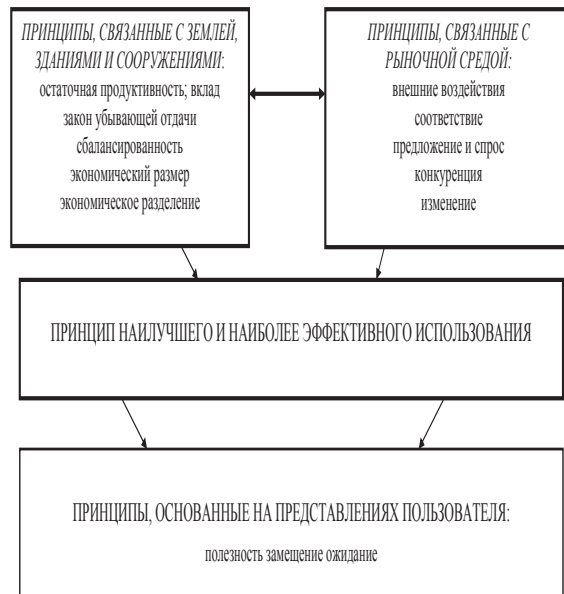 ПРИНЦИПЫ, СВЯЗАННЫЕ С ЗЕМЛЕЙ,
ЗДАНИЯМИ И СООРУЖЕНИЯМИ:
остаточная продуктивность; вклад
закон убывающей отдачи
сбалансированность
экономический размер
экономическое разделение
ПРИНЦИПЫ, СВЯЗАННЫЕ С
РЫНОЧНОЙ СРЕДОЙ:
внешние воздействия
соответствие
предложение и спрос
конкуренция
изменение
ПРИНЦИП НАИЛУЧШЕГО И НАИБОЛЕЕ ЭФФЕКТИВНОГО ИСПОЛЬЗОВАНИЯ
ПРИНЦИПЫ, ОСНОВАННЫЕ НА ПРЕДСТАВЛЕНИЯХ ПОЛЬЗОВАТЕЛЯ:
полезность замещение ожидание